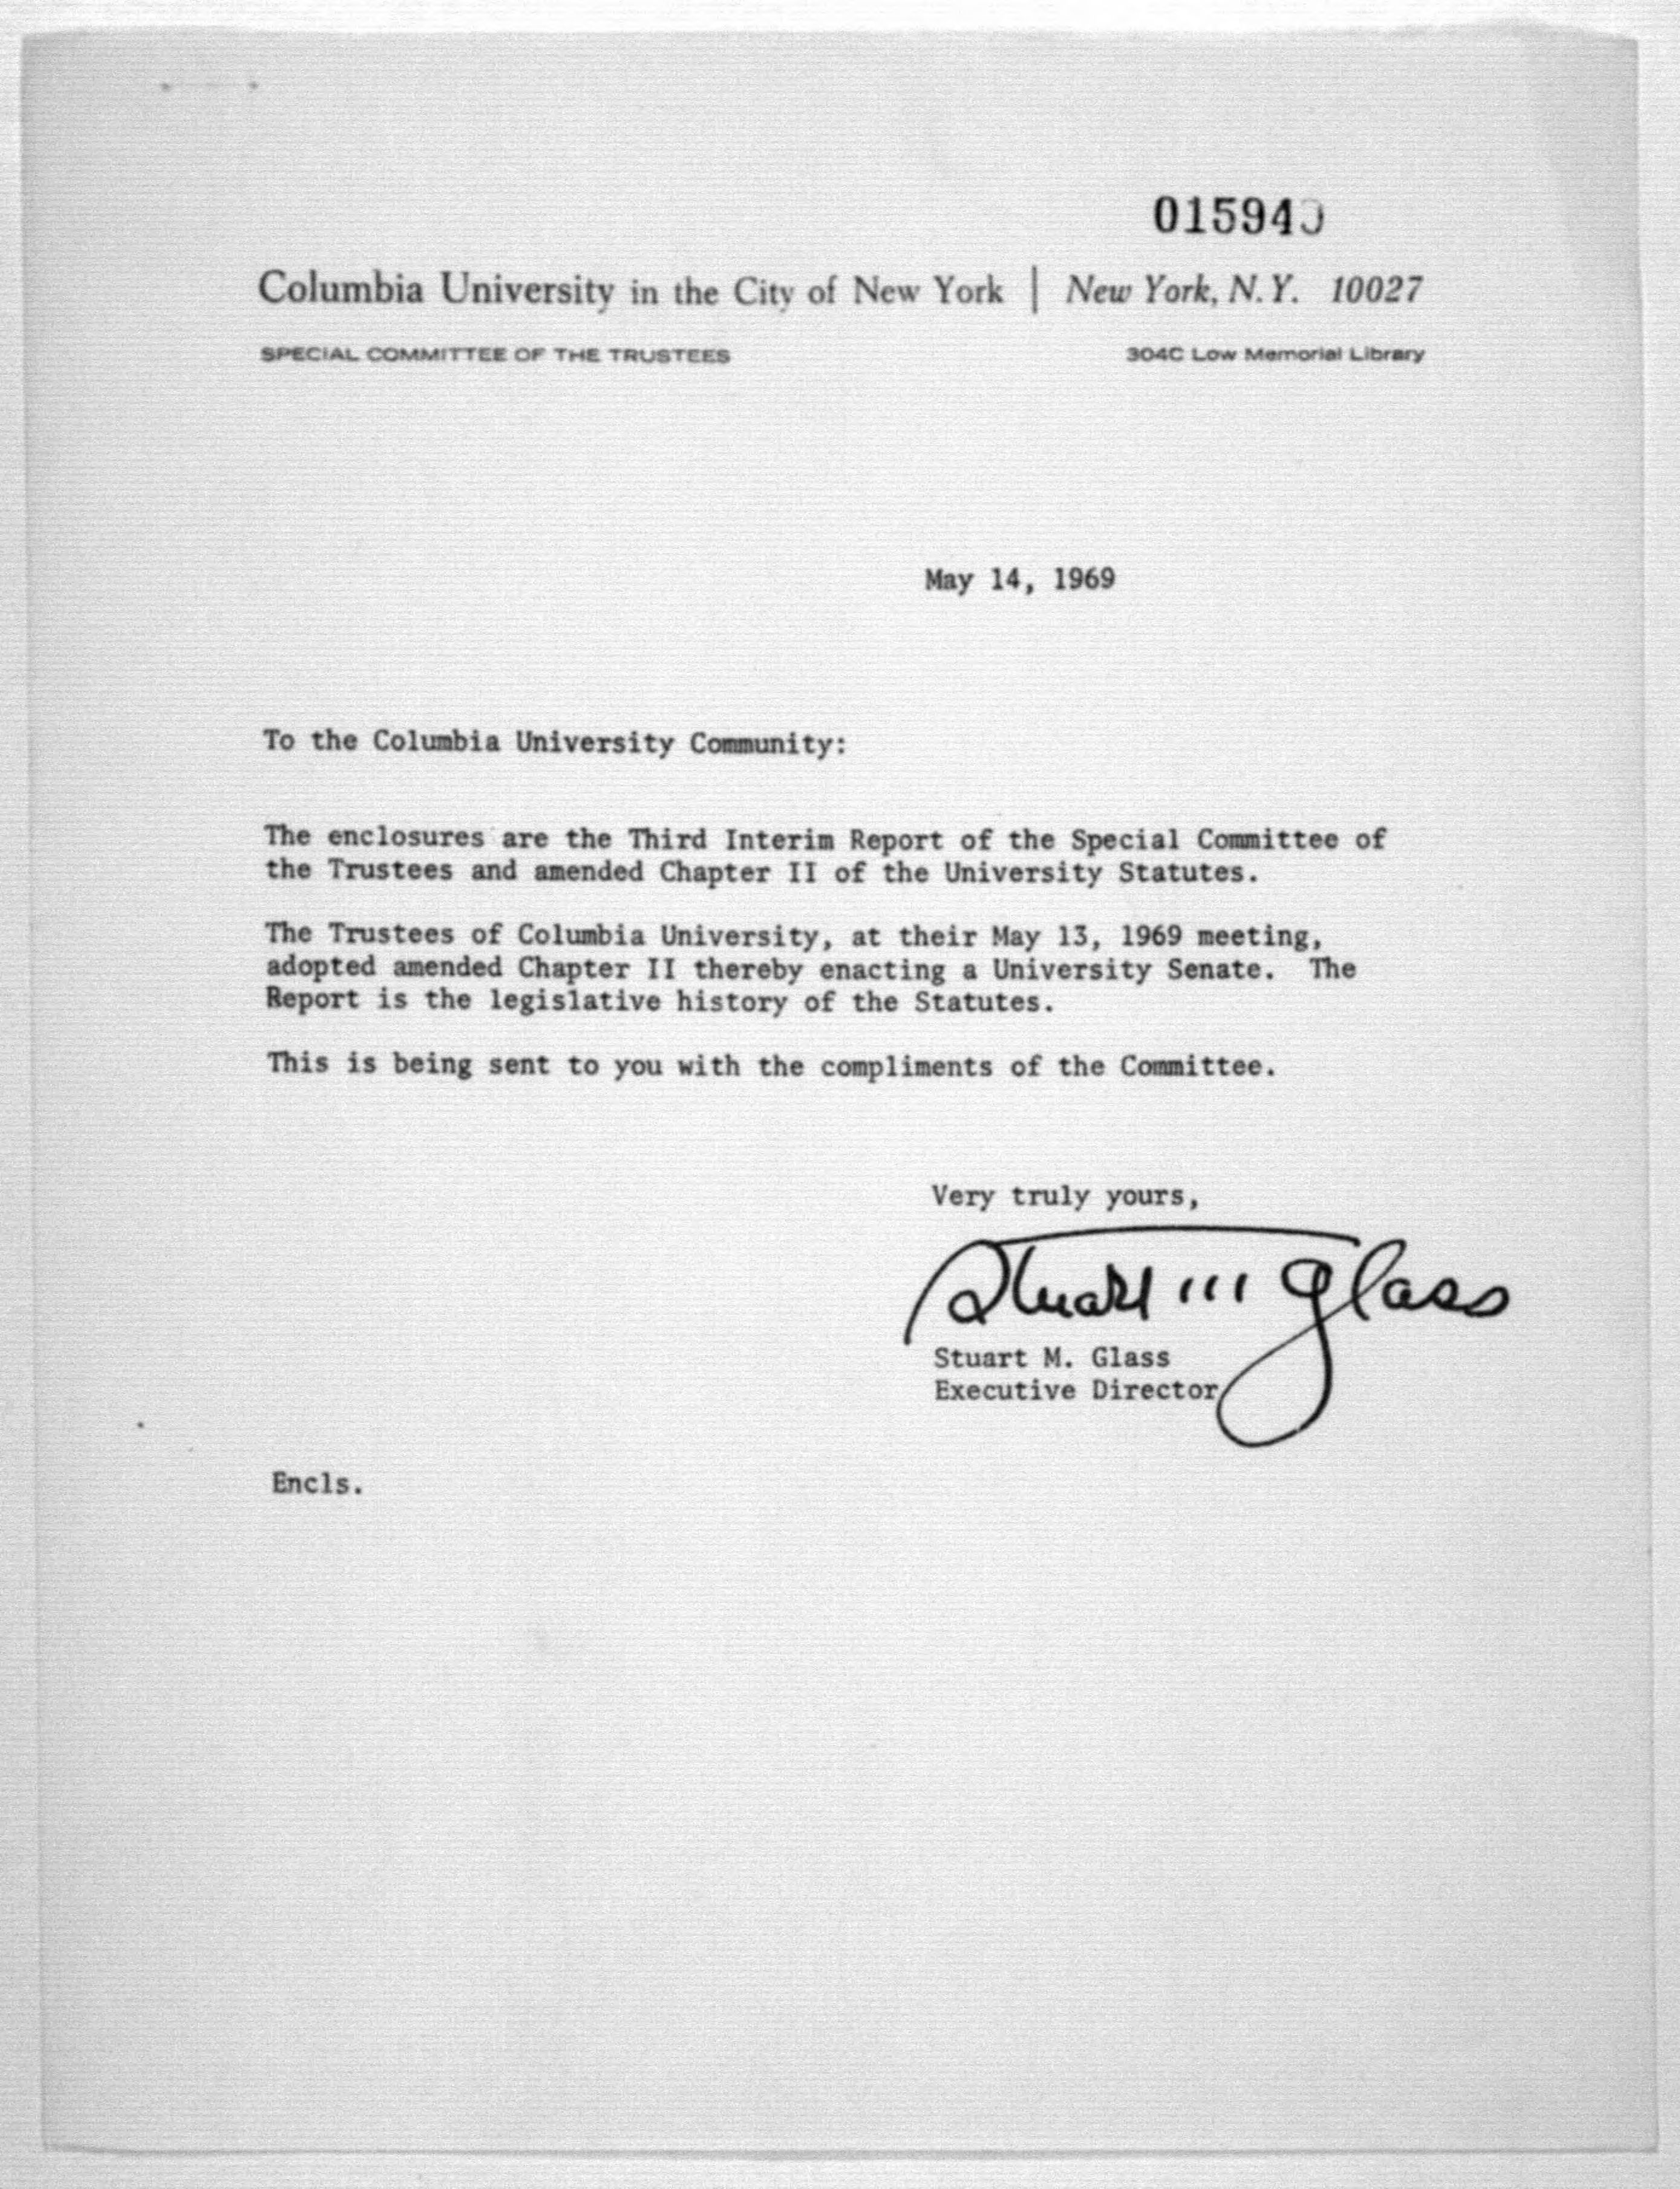 015940
Columbia University in the City of New York | New York, N.Y. 10027
SPECIAL COMMITTEE OF THE TRUSTEES 304C Low Memorial Library
May 14, 1969
To the Columbia University Community:
The enclosures are the Third Interim Report of the Special Committee of
the Trustees and amended Chapter II of the University Statutes.
The Trustees of Columbia University, at their May 13, 1969 meeting,
adopted amended Chapter II thereby enacting a University Senate. The
Report is the legislative history of the Statutes.
This is being sent to you with the compliments of the Committee.
Very truly yours,
Stuart M Glass
Stuart M. Glass
Executive Director
Encls.